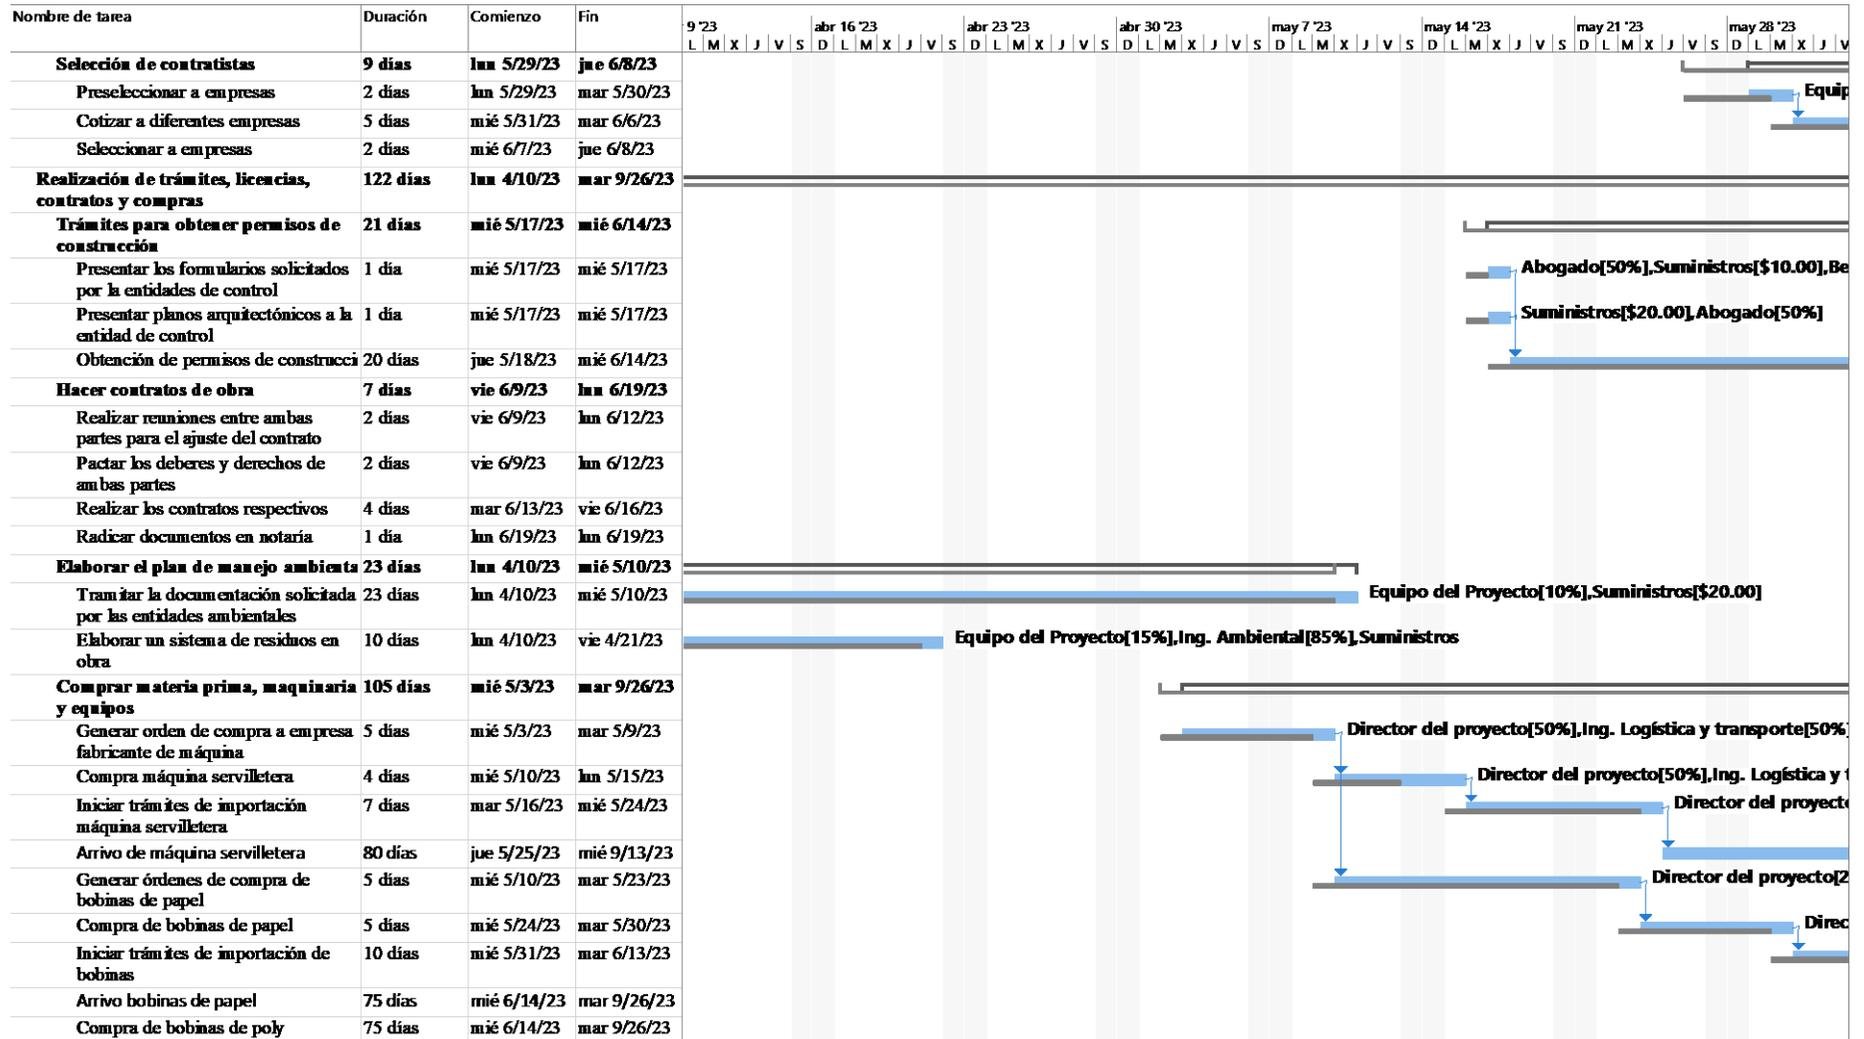 Nombre de tarea Duración Comienzo Fin
9 '23 abr 16 '23 abr 23 '23 abr 30 '23 may 7 '23 may 14 '23 may 21 '23 may 28 '23
L M X J V S D L M X J V S D L M X J V S D L M X J V S D L M X J V S D L M X J V S D L M X J V S D L M X J V
Selección de contratistas 9 días lun 5/29/23 jue 6/8/23
Preseleccionar a empresas 2 días lun 5/29/23 mar 5/30/23 Equip
Cotizar a diferentes empresas 5 días mié 5/31/23 mar 6/6/23
Seleccionar a empresas 2 días mié 6/7/23 jue 6/8/23
Realización de trámites, licencias, 122 días lun 4/10/23 mar 9/26/23
contratos y compras
Trámites para obtener permisos de 21 días mié 5/17/23 mié 6/14/23
construcción
Presentar los formularios solicitados 1 día mié 5/17/23 mié 5/17/23 Abogado[50%],Suministros[$10.00],Be
por la entidades de control
Presentar planos arquitectónicos a la 1 día mié 5/17/23 mié 5/17/23 Suministros[$20.00],Abogado[50%]
entidad de control
Obtención de permisos de construcci 20 días jue 5/18/23 mié 6/14/23
Hacer contratos de obra 7 días vie 6/9/23 lun 6/19/23
Realizar reuniones entre ambas 2 días vie 6/9/23 lun 6/12/23
partes para el ajuste del contrato
Pactar los deberes y derechos de 2 días vie 6/9/23 lun 6/12/23
ambas partes
Realizar los contratos respectivos 4 días mar 6/13/23 vie 6/16/23
Radicar documentos en notaría 1 día lun 6/19/23 lun 6/19/23
Elaborar el plan de manejo ambienta 23 días lun 4/10/23 mié 5/10/23
Tramitar la documentación solicitada 23 días lun 4/10/23 mié 5/10/23 Equipo del Proyecto[10%],Suministros[$20.00]
por las entidades ambientales
Elaborar un sistema de residuos en 10 días lun 4/10/23 vie 4/21/23 Equipo del Proyecto[15%],Ing. Ambiental[85%],Suministros
obra
Comprar materia prima, maquinaria 105 días mié 5/3/23 mar 9/26/23
y equipos
Generar orden de compra a empresa 5 días mié 5/3/23 mar 5/9/23 Director del proyecto[50%],Ing. Logística y transporte[50%]
fabricante de máquina
Compra máquina servilletera 4 días mié 5/10/23 lun 5/15/23 Director del proyecto[50%],Ing. Logística y t
Iniciar trámites de importación 7 días mar 5/16/23 mié 5/24/23 Director del proyecto
máquina servilletera
Arrivo de máquina servilletera 80 días jue 5/25/23 mié 9/13/23
Generar órdenes de compra de 5 días mié 5/10/23 mar 5/23/23 Director del proyecto[2
bobinas de papel
Compra de bobinas de papel 5 días mié 5/24/23 mar 5/30/23 Direc
Iniciar trámites de importación de 10 días mié 5/31/23 mar 6/13/23
bobinas
Arrivo bobinas de papel 75 días mié 6/14/23 mar 9/26/23
Compra de bobinas de poly 75 días mié 6/14/23 mar 9/26/23